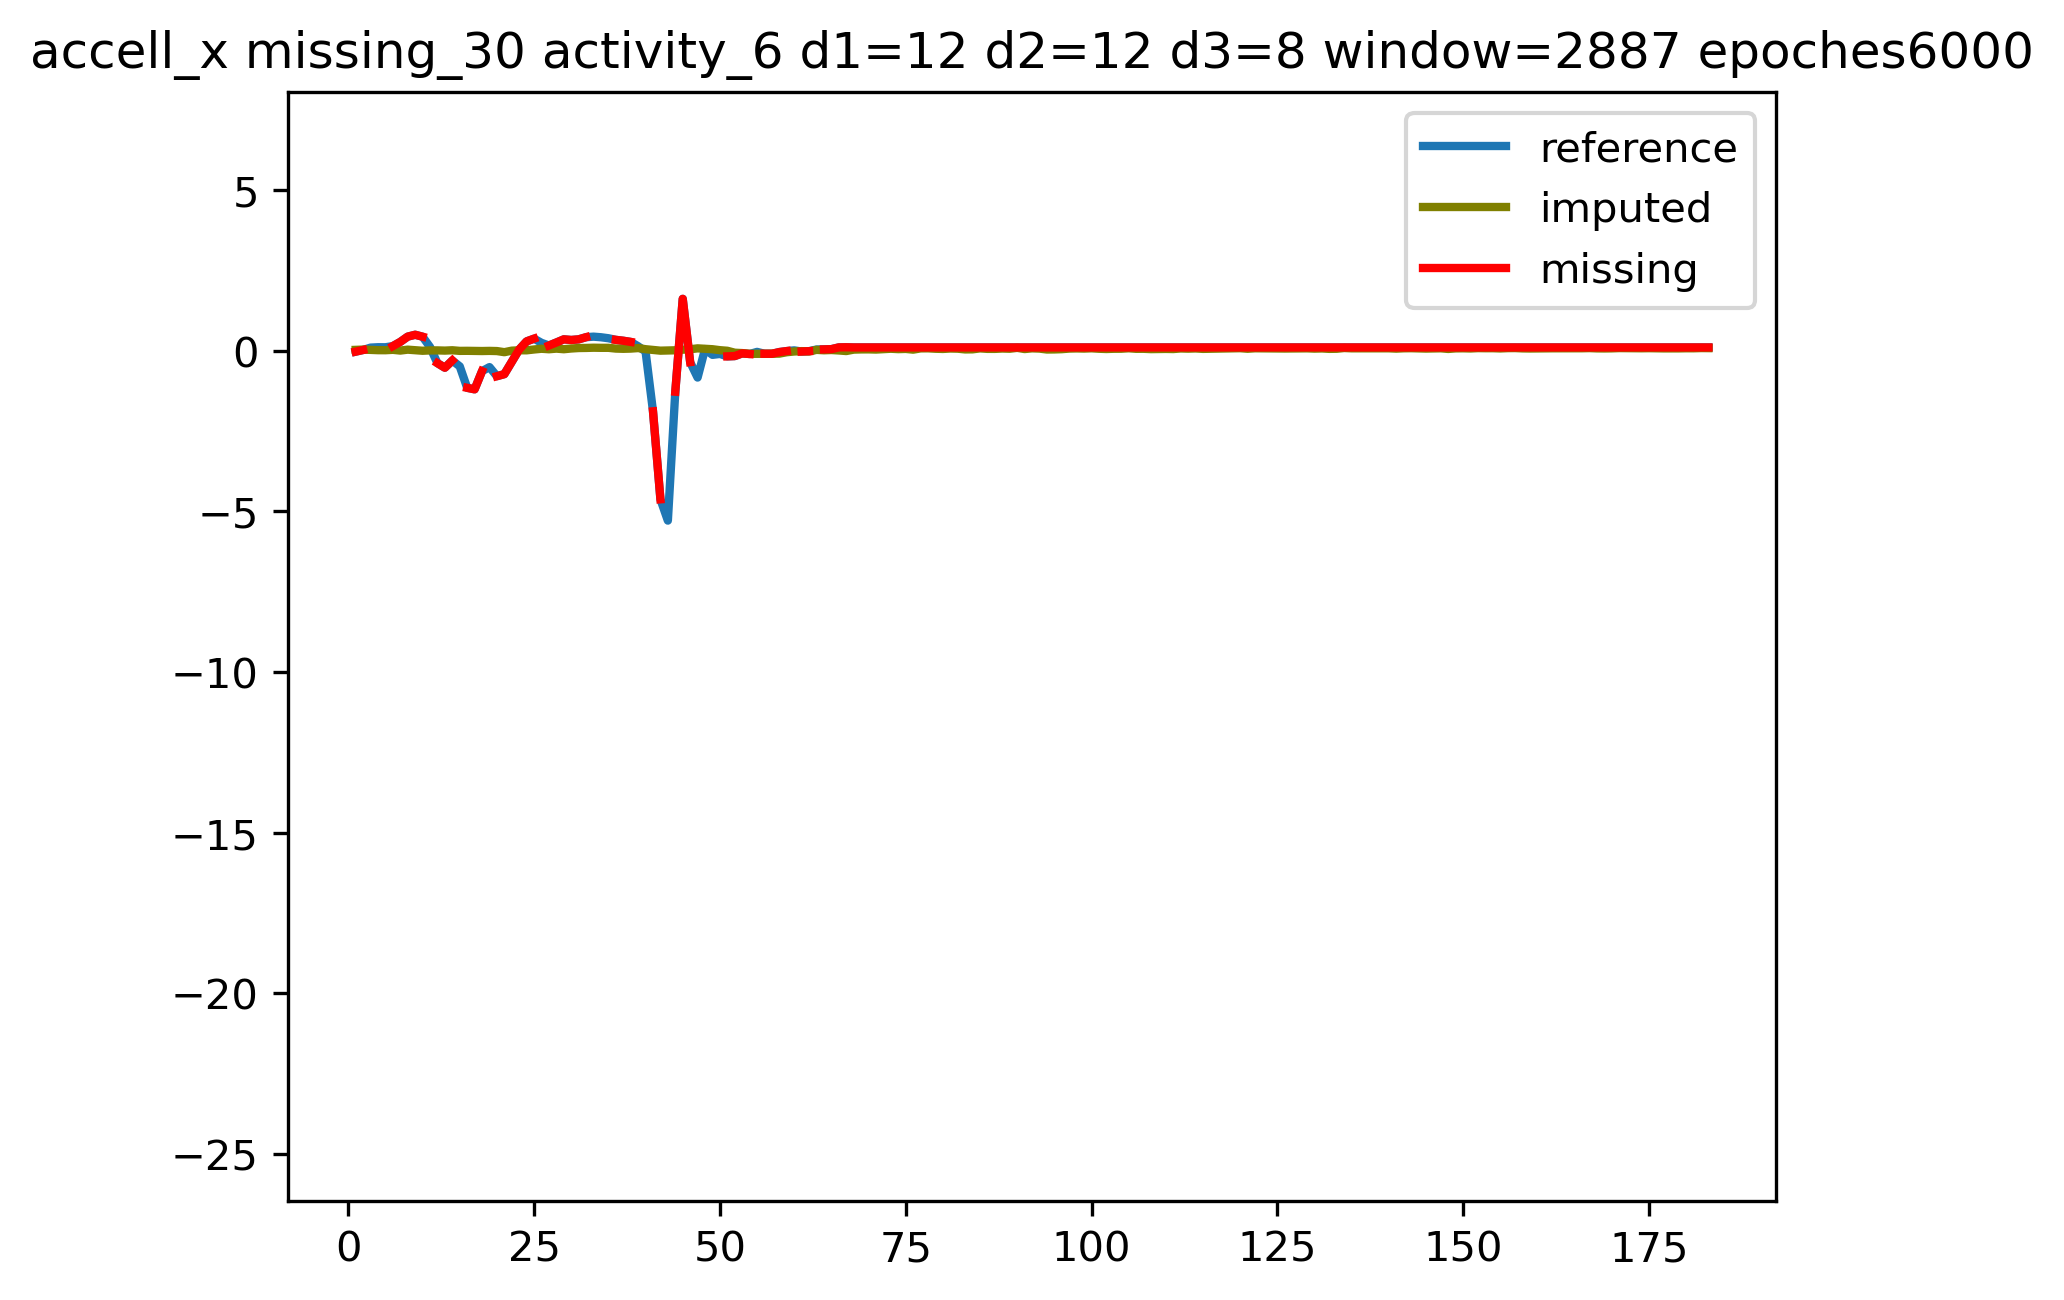 accell_x missing_30 activity_6 d1=12 d2=12 d3=8 window=2887 epoches6000
reference
imputed
missing
5
0
−5
−10
−15
−20
−25
0 25 50 75 100 125 150 175